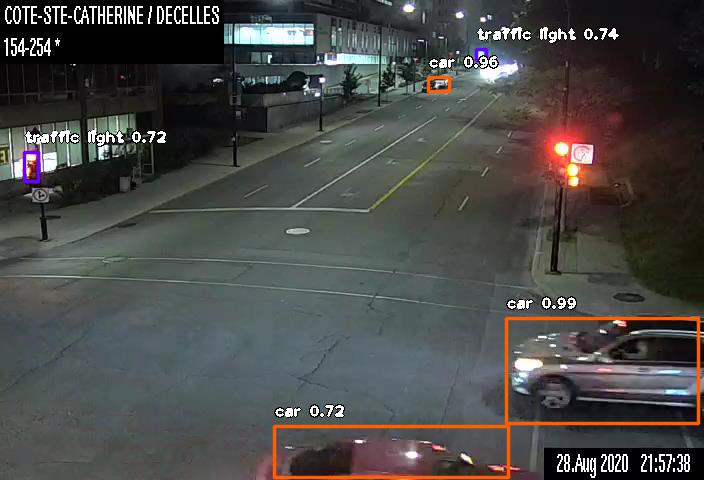 COTE-STE-CATHERINE / DECELLES
154-254 *
traffic light 0.74
car 0.96
traffic light 0.72
car 0.99
car 0.72
28.Aug 2020 21:57:38